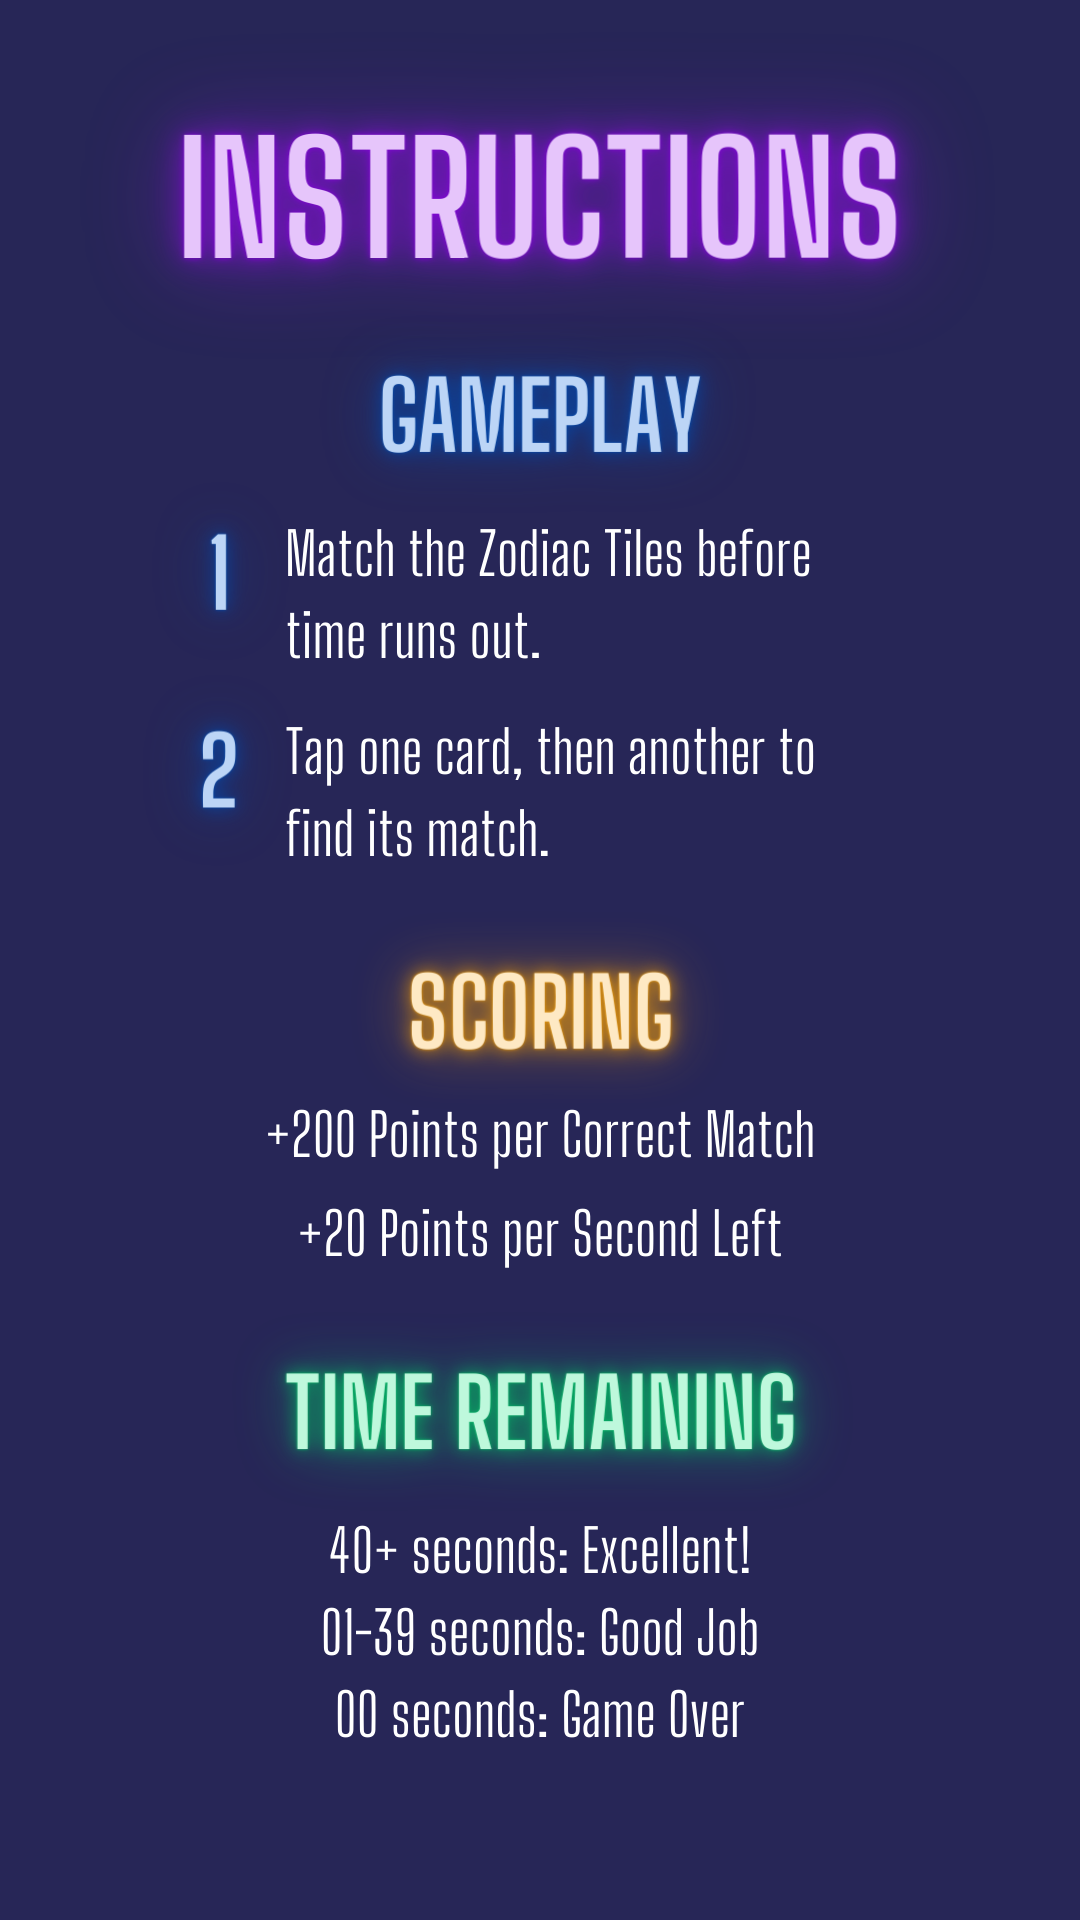 INSTRUCTIONS
GAMEPLAY
1 Match the Zodiac Tiles before
time runs out.
2 Tap one card, then another to
find its match.
SCORING
+200 Points per Correct Match
+20 Points per Second Left
TIME REMAINING
40+ seconds: Excellent!
01-39 seconds: Good Job
00 seconds: Game Over